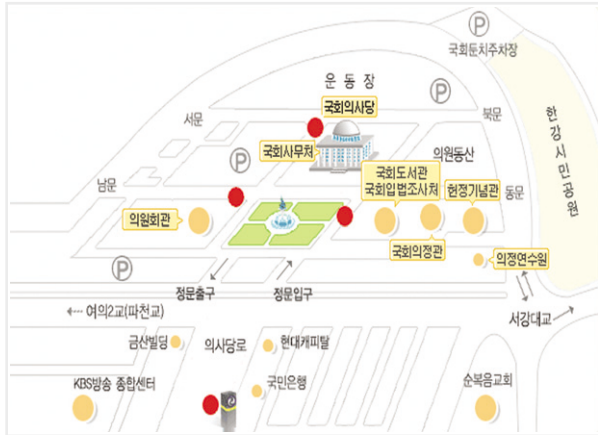 P
국회둔치주차장
운동장
P
국회의사당
북문
서문
한강시민공원
국회사무처
의원동산
P
국회도서관
국회입법조사처
헌정기념관
남문
동문
의원회관
국회의정관
의정연수원
P
정문출구
정문입구
여의2교(파천교)
서강대교
금산빌딩
의사당로
현대캐피탈
KBS방송 종합센터
국민은행
순복음교회